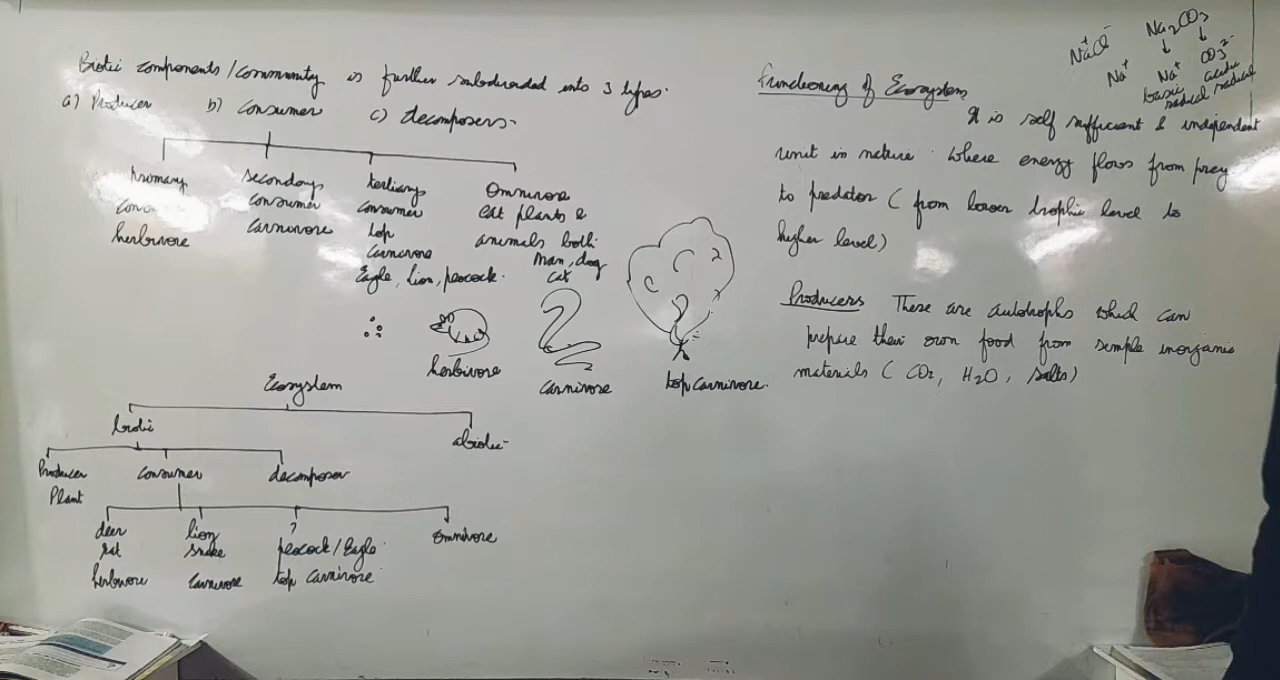 Biotic components/community is further subdivided into 3 types.
a) Producer b) Consumer c) decomposers-
Primary secondary tertiary Omnivore
con consumer consumer eat plants &
herbivore carnivore top animals both
carnivore man, dog
Eagle, lion, peacock. cat
herbivore carnivore top carnivore.
Ecosystem
biotic abiotic
Producer consumer decomposer
Plant
deer lion ? Omnivore
rat snake peacock/Eagle
herbivore carnivore top carnivore
Na⁺Cl⁻ Na₂CO₃
Na⁺ Na⁺ CO₃²⁻
basic acidic
radical radical
Functioning of Ecosystem
It is self sufficient & independent
unit in nature. Where energy flows from prey
to predator (from lower trophic level to
higher level)
Producers These are autotrophs which can
prepare their own food from simple inorganic
materials (CO₂, H₂O, salts)